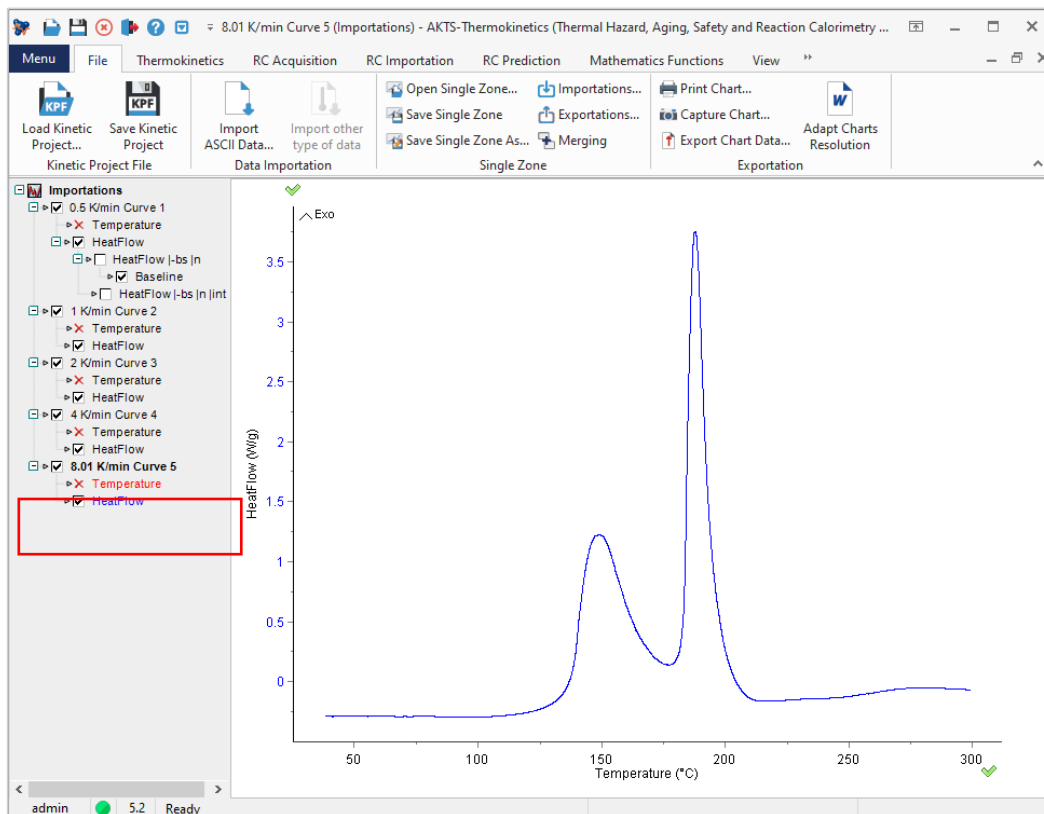 8.01 K/min Curve 5 (Importations) - AKTS-Thermokinetics (Thermal Hazard, Aging, Safety and Reaction Calorimetry ...
Menu File Thermokinetics RC Acquisition RC Importation RC Prediction Mathematics Functions View
Open Single Zone... Importations... Print Chart...
KPF KPF W
Save Single Zone Exportations... Capture Chart...
Load Kinetic Save Kinetic Import Import other Adapt Charts
Project... Project ASCII Data... type of data Save Single Zone As... Merging Export Chart Data... Resolution
Kinetic Project File Data Importation Single Zone Exportation
Importations
0.5 K/min Curve 1
Temperature
HeatFlow
HeatFlow |-bs |n
Baseline
HeatFlow |-bs |n |int
1 K/min Curve 2
Temperature
HeatFlow
2 K/min Curve 3
Temperature
HeatFlow
4 K/min Curve 4
Temperature
HeatFlow
8.01 K/min Curve 5
Temperature
HeatFlow
Exo
HeatFlow (W/g)
3.5
3
2.5
2
1.5
1
0.5
0
50 100 150 200 250 300
Temperature (°C)
admin 5.2 Ready